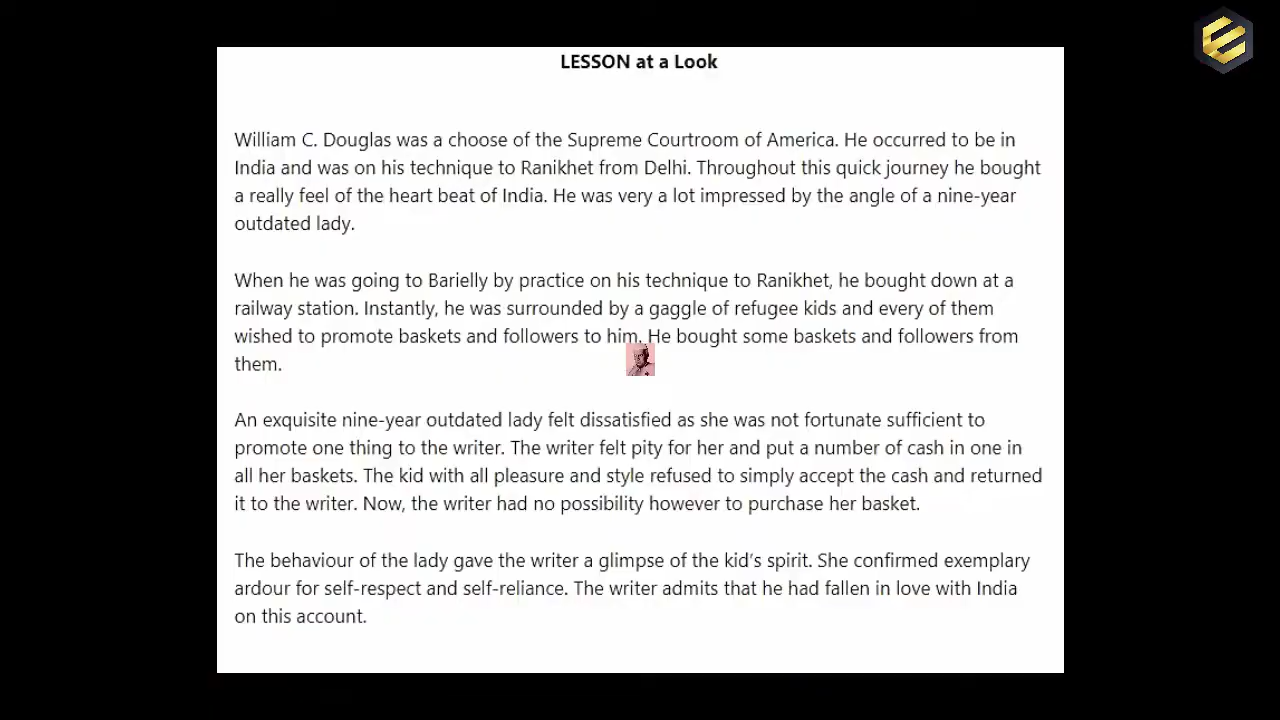 LESSON at a Look
William C. Douglas was a choose of the Supreme Courtroom of America. He occurred to be in
India and was on his technique to Ranikhet from Delhi. Throughout this quick journey he bought
a really feel of the heart beat of India. He was very a lot impressed by the angle of a nine-year
outdated lady.
When he was going to Barielly by practice on his technique to Ranikhet, he bought down at a
railway station. Instantly, he was surrounded by a gaggle of refugee kids and every of them
wished to promote baskets and followers to him. He bought some baskets and followers from
them.
An exquisite nine-year outdated lady felt dissatisfied as she was not fortunate sufficient to
promote one thing to the writer. The writer felt pity for her and put a number of cash in one in
all her baskets. The kid with all pleasure and style refused to simply accept the cash and returned
it to the writer. Now, the writer had no possibility however to purchase her basket.
The behaviour of the lady gave the writer a glimpse of the kid’s spirit. She confirmed exemplary
ardour for self-respect and self-reliance. The writer admits that he had fallen in love with India
on this account.